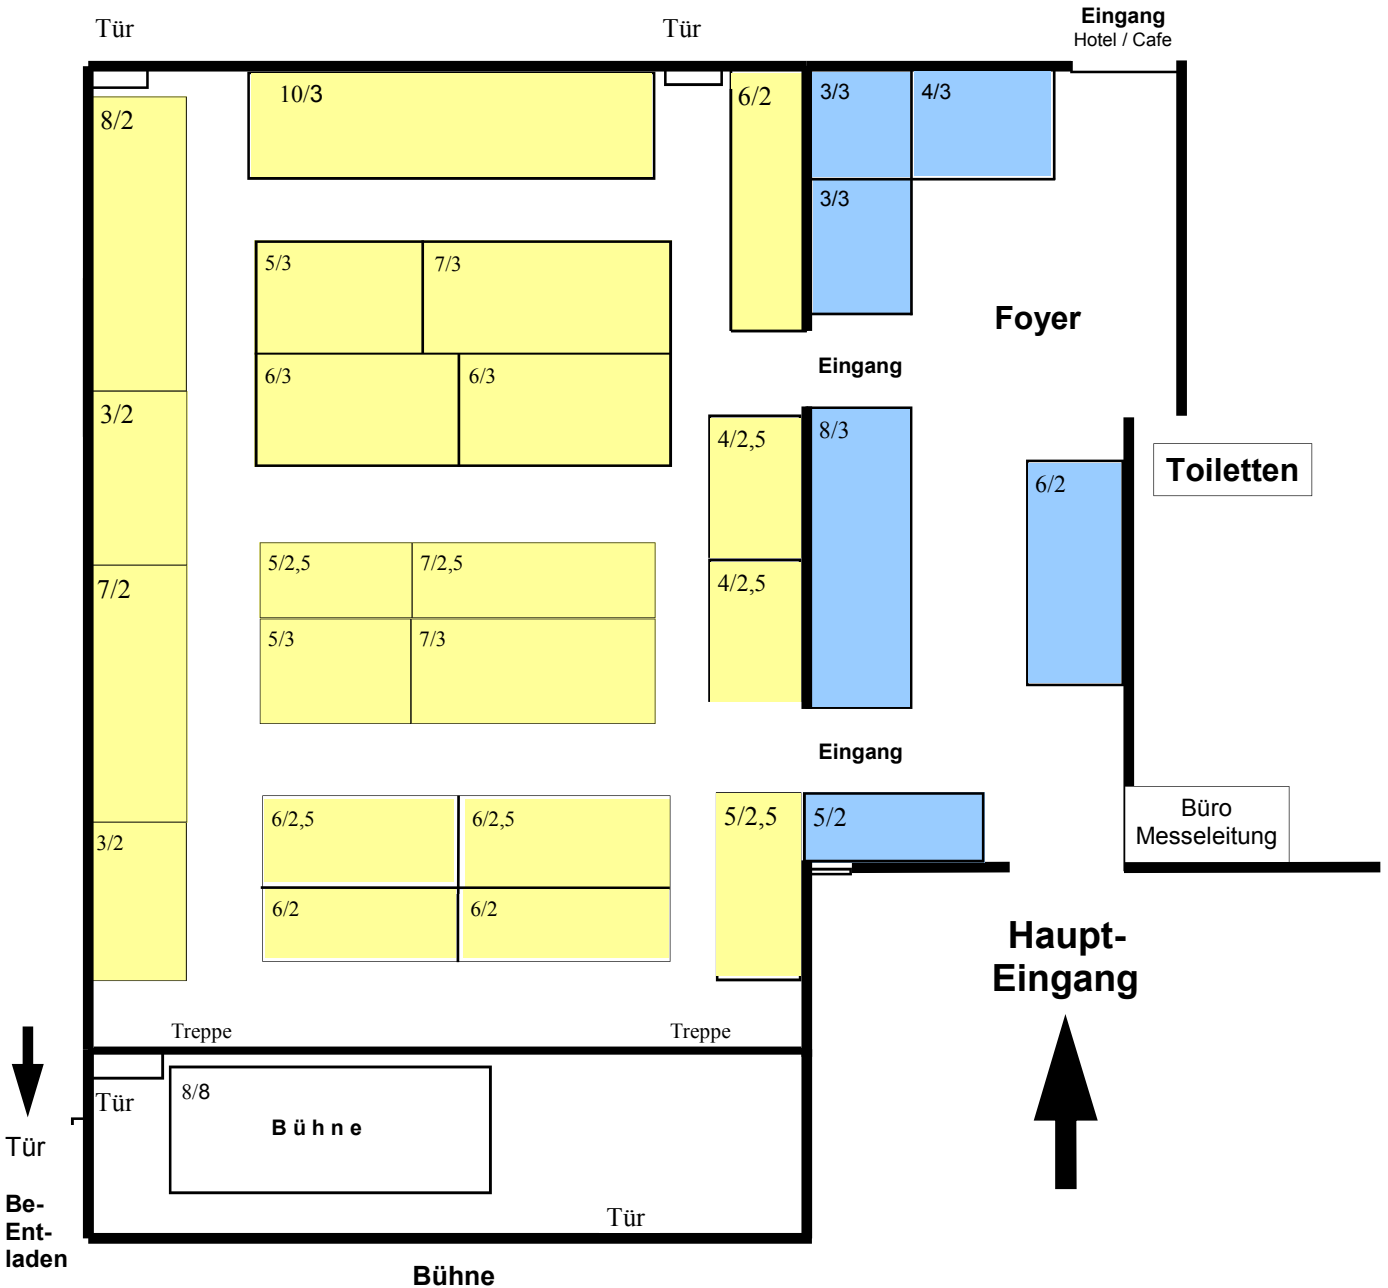 Tür
Tür
Eingang
Hotel / Cafe
8/2
10/3
6/2
3/3
4/3
3/3
5/3
7/3
6/3
6/3
Foyer
Eingang
3/2
4/2,5
8/3
6/2
Toiletten
5/2,5
7/2,5
4/2,5
7/2
5/3
7/3
Eingang
6/2,5
6/2,5
5/2,5
5/2
Büro
Messeleitung
3/2
6/2
6/2
Haupt-
Eingang
Treppe
Treppe
8/8
Bühne
Tür
Tür
Be-
Ent-
laden
Tür
Bühne